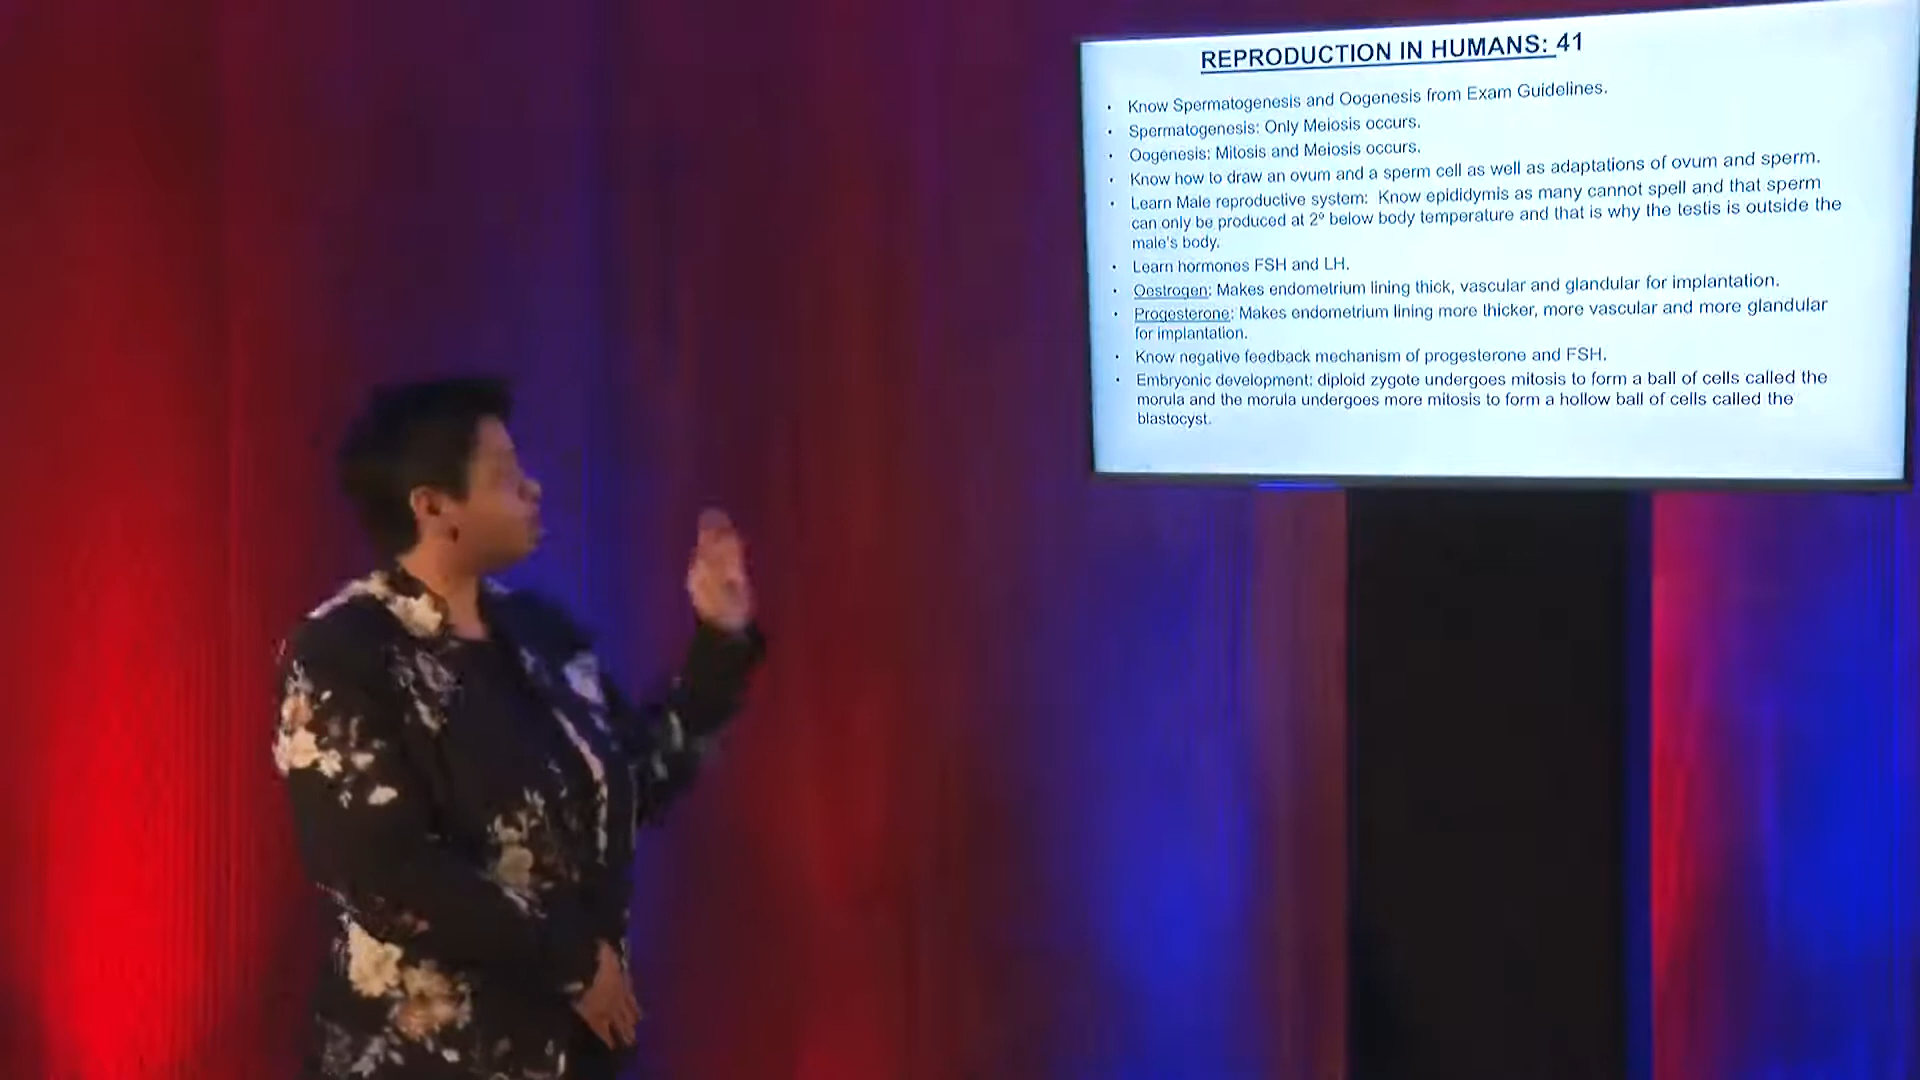 REPRODUCTION IN HUMANS: 41
• Know Spermatogenesis and Oogenesis from Exam Guidelines.
• Spermatogenesis: Only Meiosis occurs.
• Oogenesis: Mitosis and Meiosis occurs.
• Know how to draw an ovum and a sperm cell as well as adaptations of ovum and sperm.
• Learn Male reproductive system: Know epididymis as many cannot spell and that sperm
can only be produced at 2º below body temperature and that is why the testis is outside the
male's body.
• Learn hormones FSH and LH.
• Oestrogen: Makes endometrium lining thick, vascular and glandular for implantation.
• Progesterone: Makes endometrium lining more thicker, more vascular and more glandular
for implantation.
• Know negative feedback mechanism of progesterone and FSH.
• Embryonic development: diploid zygote undergoes mitosis to form a ball of cells called the
morula and the morula undergoes more mitosis to form a hollow ball of cells called the
blastocyst.